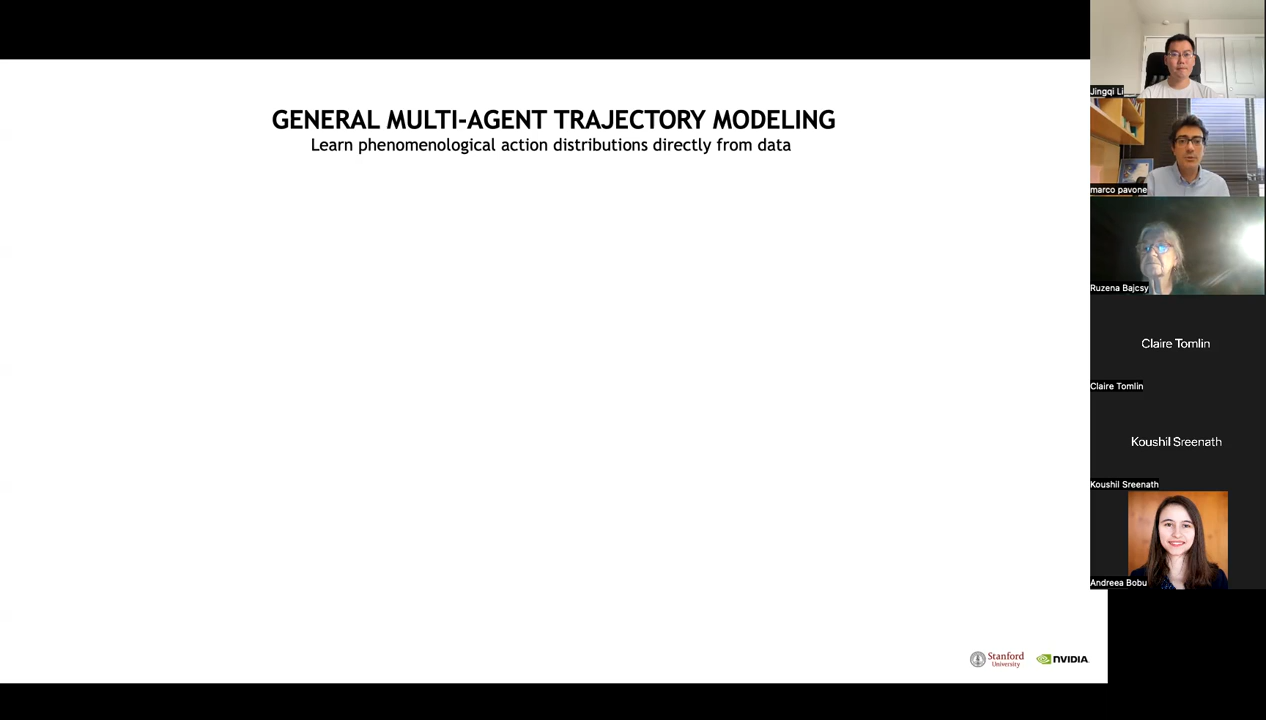 GENERAL MULTI-AGENT TRAJECTORY MODELING
Learn phenomenological action distributions directly from data
Stanford
University
NVIDIA.
Jingqi Li
marco pavone
Ruzena Bajcsy
Claire Tomlin
Claire Tomlin
Koushil Sreenath
Koushil Sreenath
Andreea Bobu